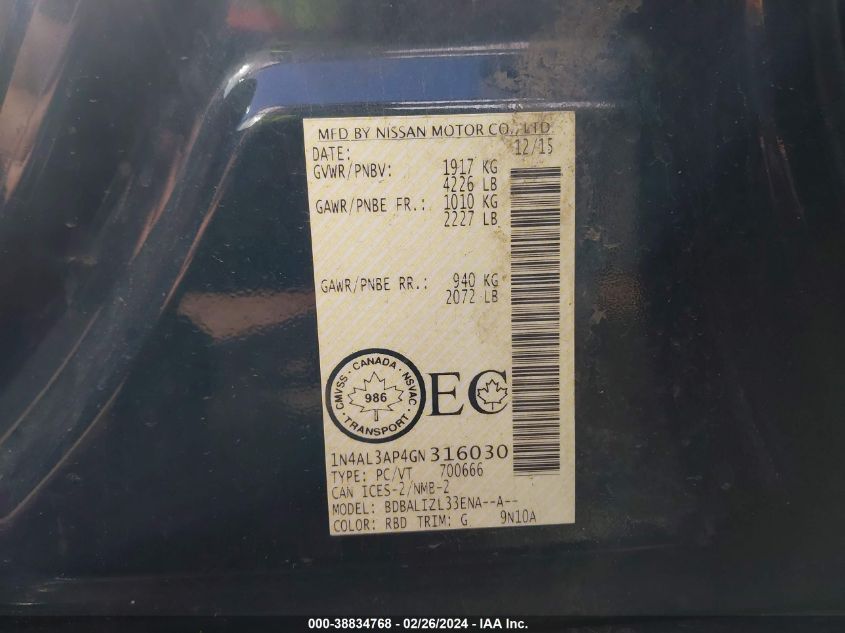 MFD BY NISSAN MOTOR CO., LTD
DATE: 12/15
GVWR/PNBV: 1917 KG
4226 LB
GAWR/PNBE FR.: 1010 KG
2227 LB
GAWR/PNBE RR.: 940 KG
2072 LB
CMVSS · CANADA · NSVAC · TRANSPORT ·
986
EC
1N4AL3AP4GN316030
TYPE: PC/VT 700666
CAN ICES-2/NMB-2
MODEL: BDBALIZL33ENA--A--
COLOR: RBD TRIM: G 9N10A
000-38834768 - 02/26/2024 - IAA Inc.